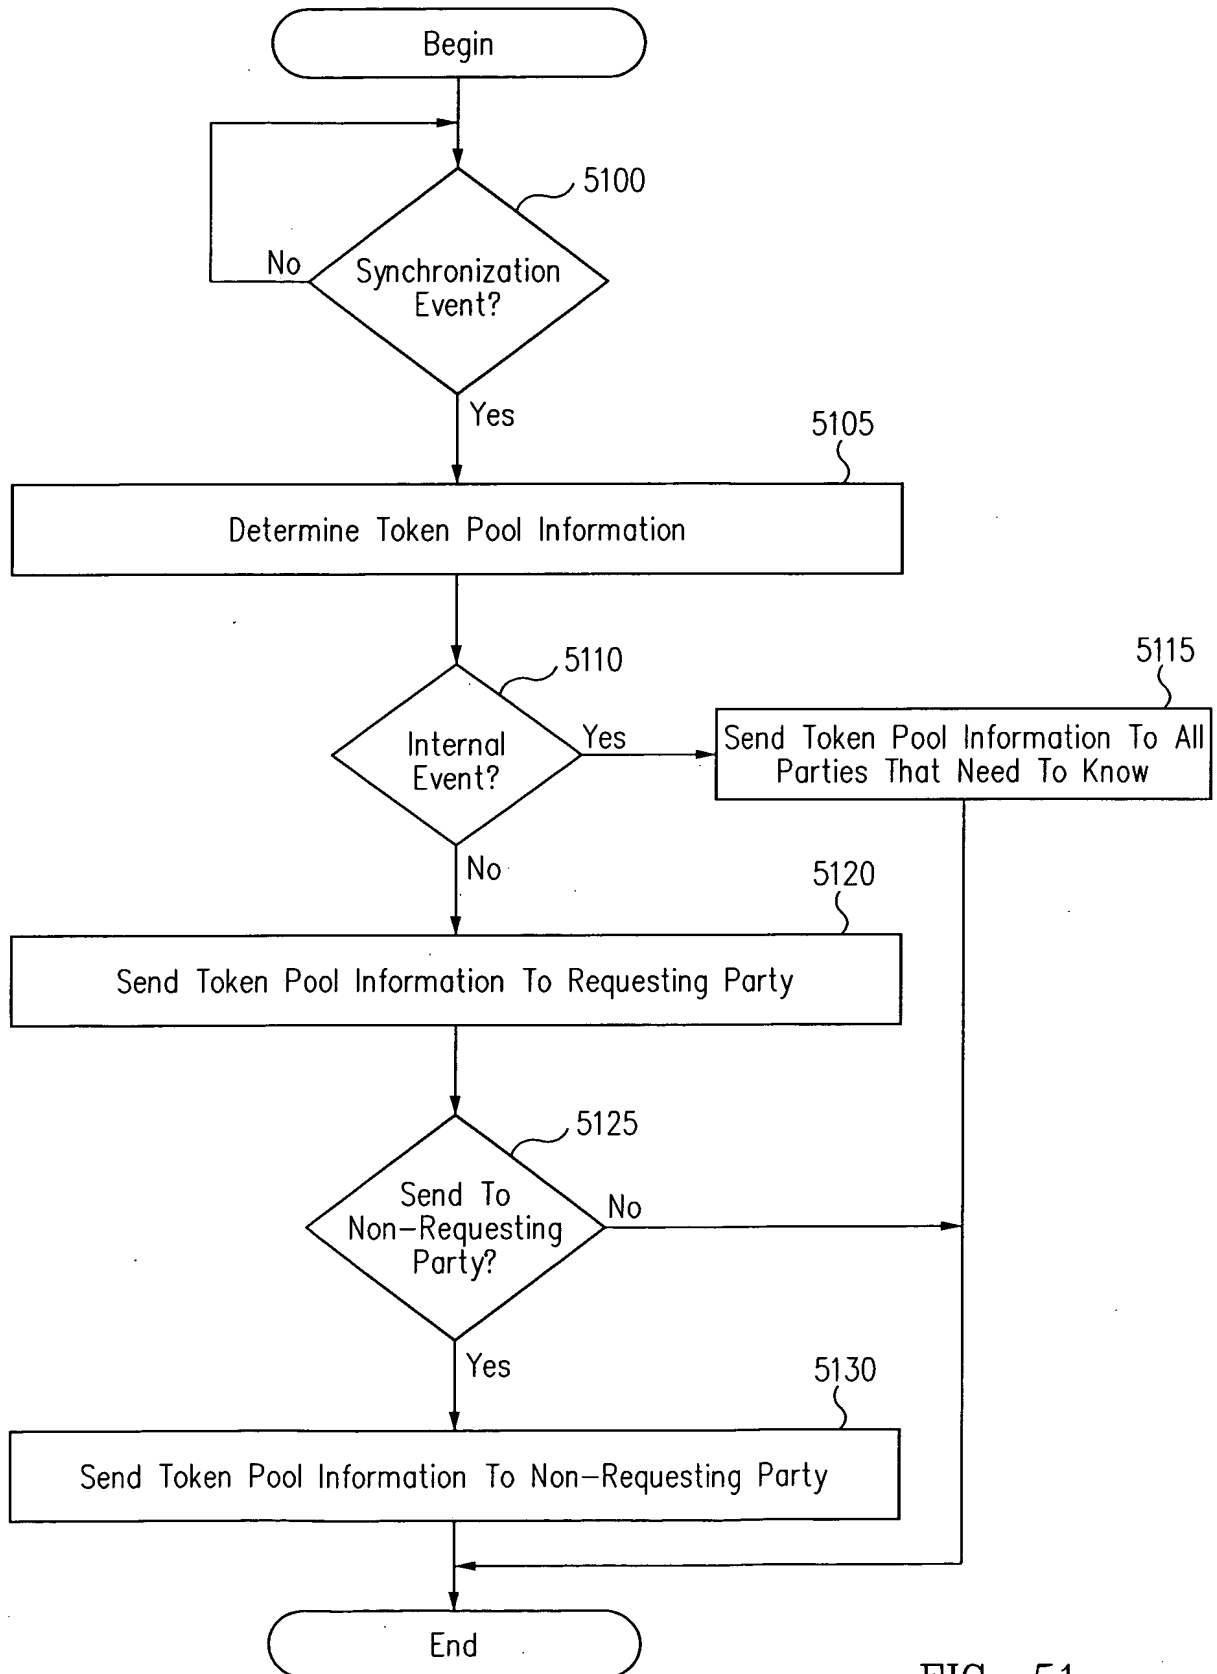 Begin
5100
No
Synchronization
Event?
Yes
5105
Determine Token Pool Information
5110
5115
Internal
Event?
Yes
Send Token Pool Information To All
Parties That Need To Know
No
5120
Send Token Pool Information To Requesting Party
5125
Send To
Non-Requesting
Party?
No
Yes
5130
Send Token Pool Information To Non-Requesting Party
End
FIG. 51